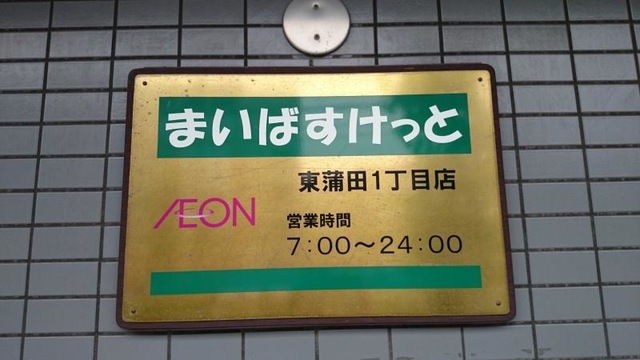 まいばすけっと
東蒲田1丁目店
ÆON
営業時間
7:00～24:00